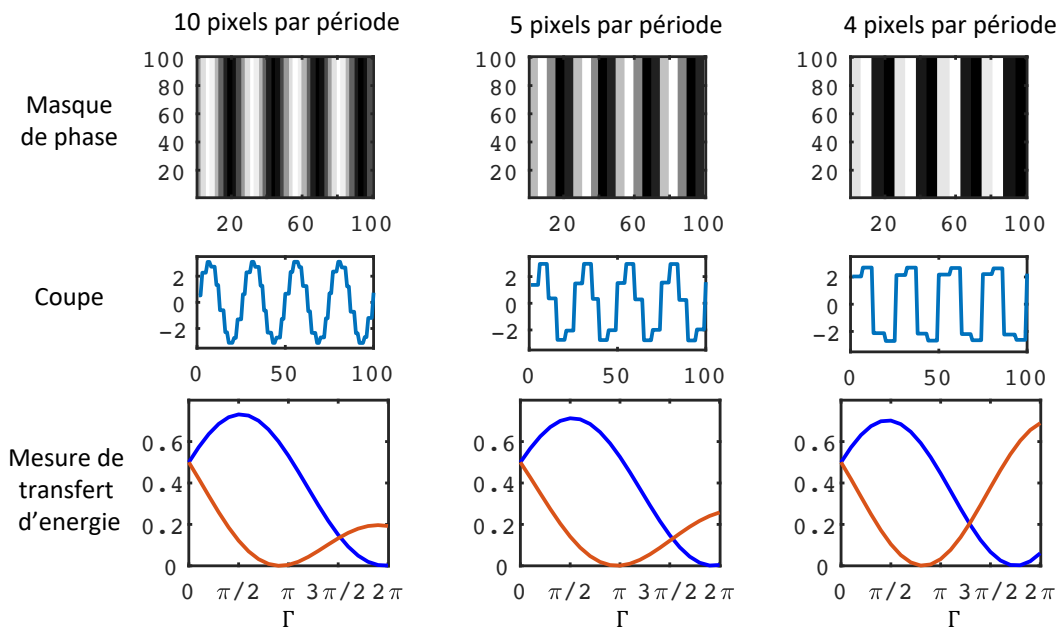 10 pixels par période
5 pixels par période
4 pixels par période
Masque
de phase
100
80
60
40
20
20 60 100
100
80
60
40
20
20 60 100
100
80
60
40
20
20 60 100
Coupe
2
0
−2
0 50 100
2
0
−2
0 50 100
2
0
−2
0 50 100
Mesure de
transfert
d’energie
0.6
0.4
0.2
0
0 π/2 π 3π/2 2π
Γ
0.6
0.4
0.2
0
0 π/2 π 3π/2 2π
Γ
0.6
0.4
0.2
0
0 π/2 π 3π/2 2π
Γ